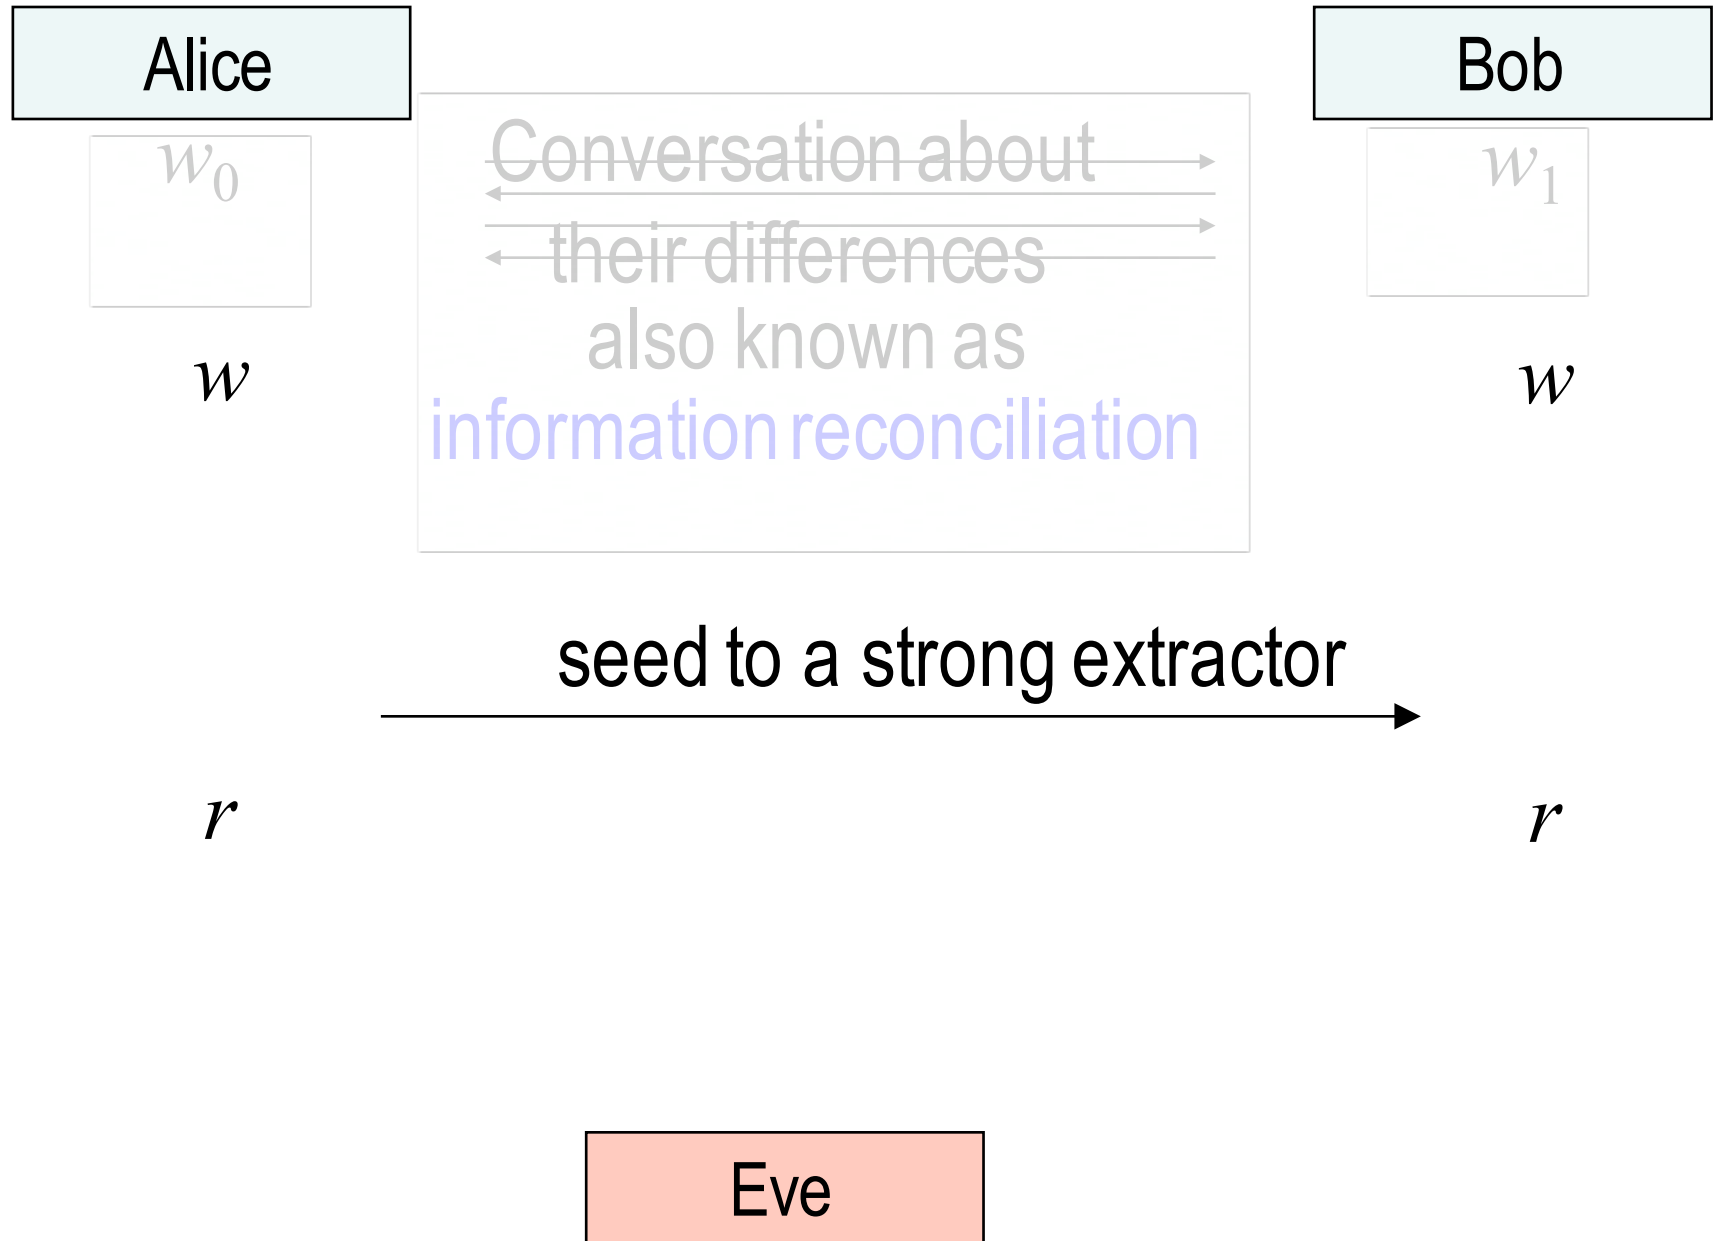 Alice
Bob
w₀
Conversation about
w₁
their differences
also known as
w
w
information reconciliation
seed to a strong extractor
r
r
Eve